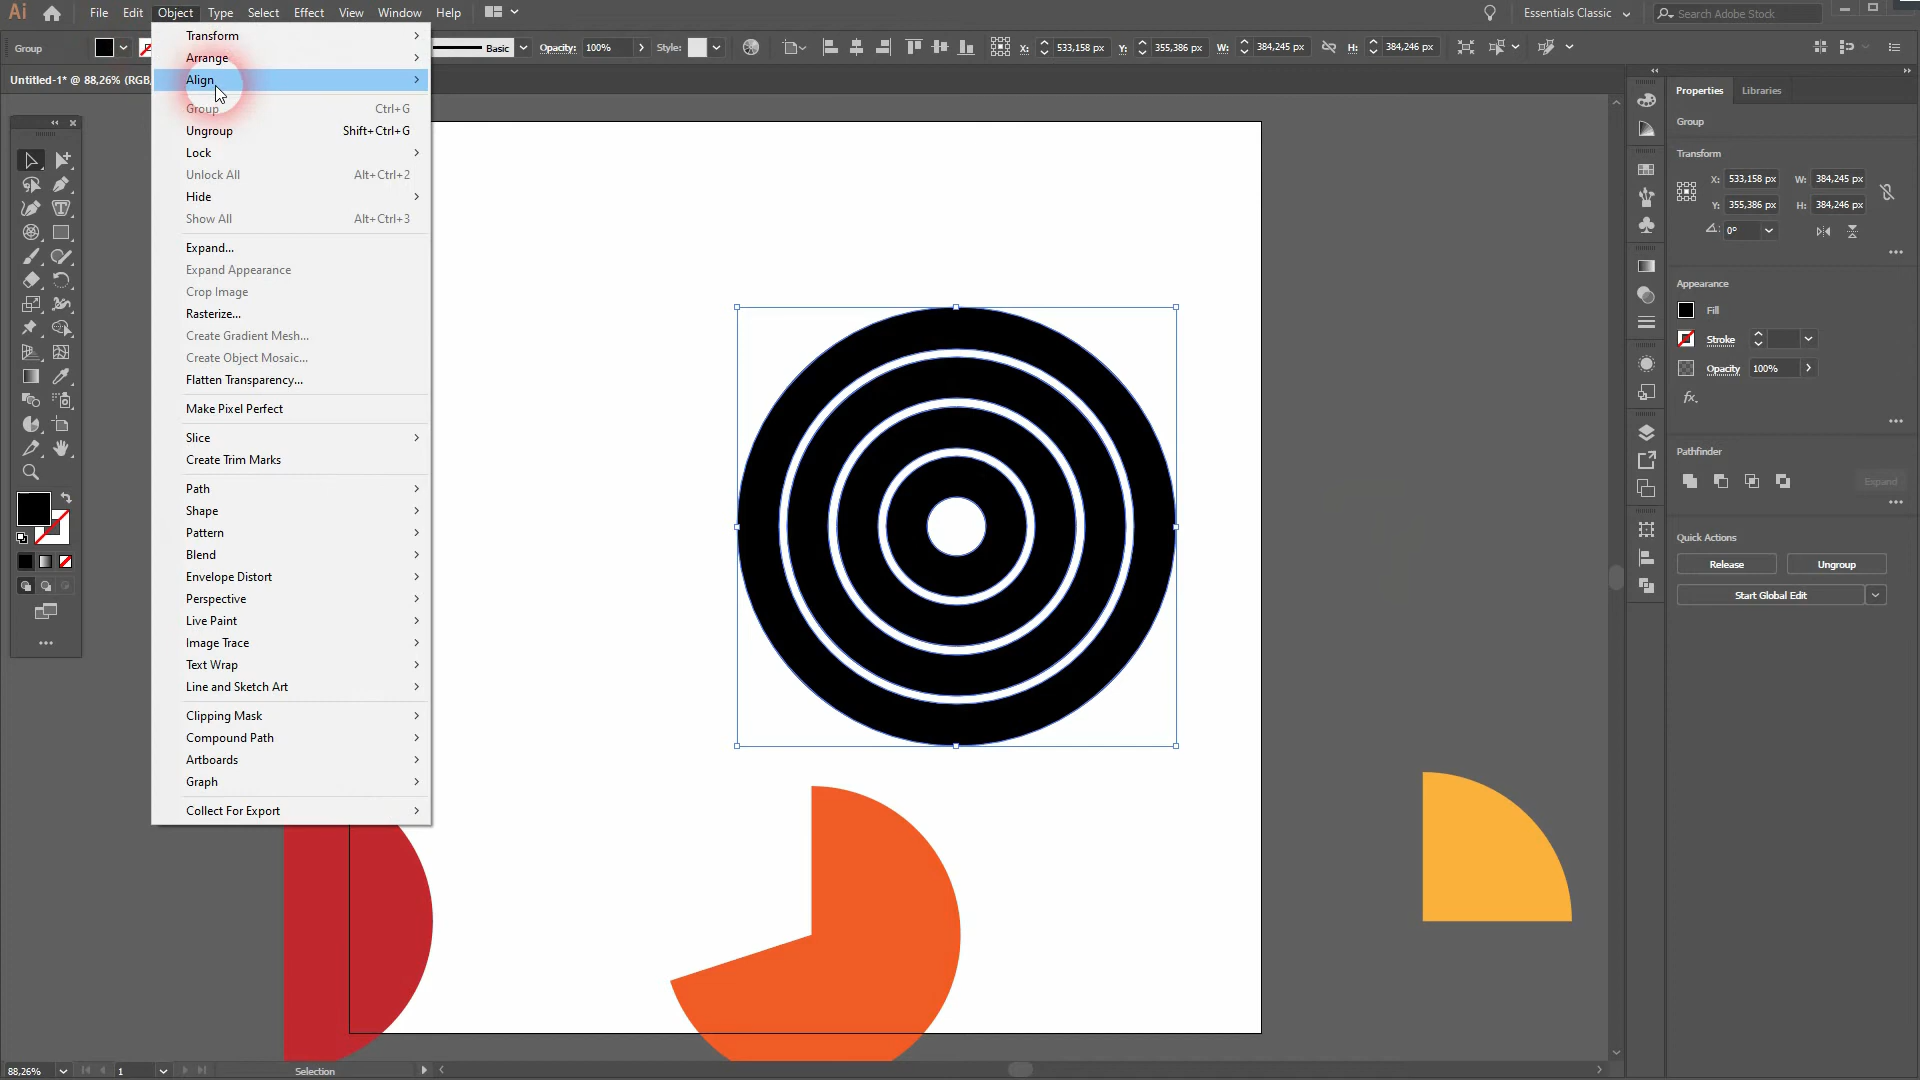 Ai File Edit Object Type Select Effect View Window Help Essentials Classic Search Adobe Stock
Group Basic Opacity: 100% Style: X: 533,158 px Y: 355,386 px W: 384,245 px H: 384,246 px
Untitled-1* @ 88,26% (RGB
Transform
Arrange
Align
Group Ctrl+G
Ungroup Shift+Ctrl+G
Lock
Unlock All Alt+Ctrl+2
Hide
Show All Alt+Ctrl+3
Expand...
Expand Appearance
Crop Image
Rasterize...
Create Gradient Mesh...
Create Object Mosaic...
Flatten Transparency...
Make Pixel Perfect
Slice
Create Trim Marks
Path
Shape
Pattern
Blend
Envelope Distort
Perspective
Live Paint
Image Trace
Text Wrap
Line and Sketch Art
Clipping Mask
Compound Path
Artboards
Graph
Collect For Export
Properties Libraries
Group
Transform
X: 533,158 px W: 384,245 px
Y: 355,386 px H: 384,246 px
0°
Appearance
Fill
Stroke
Opacity 100%
fx.
Pathfinder
Expand
Quick Actions
Release Ungroup
Start Global Edit
88,26% 1 Selection